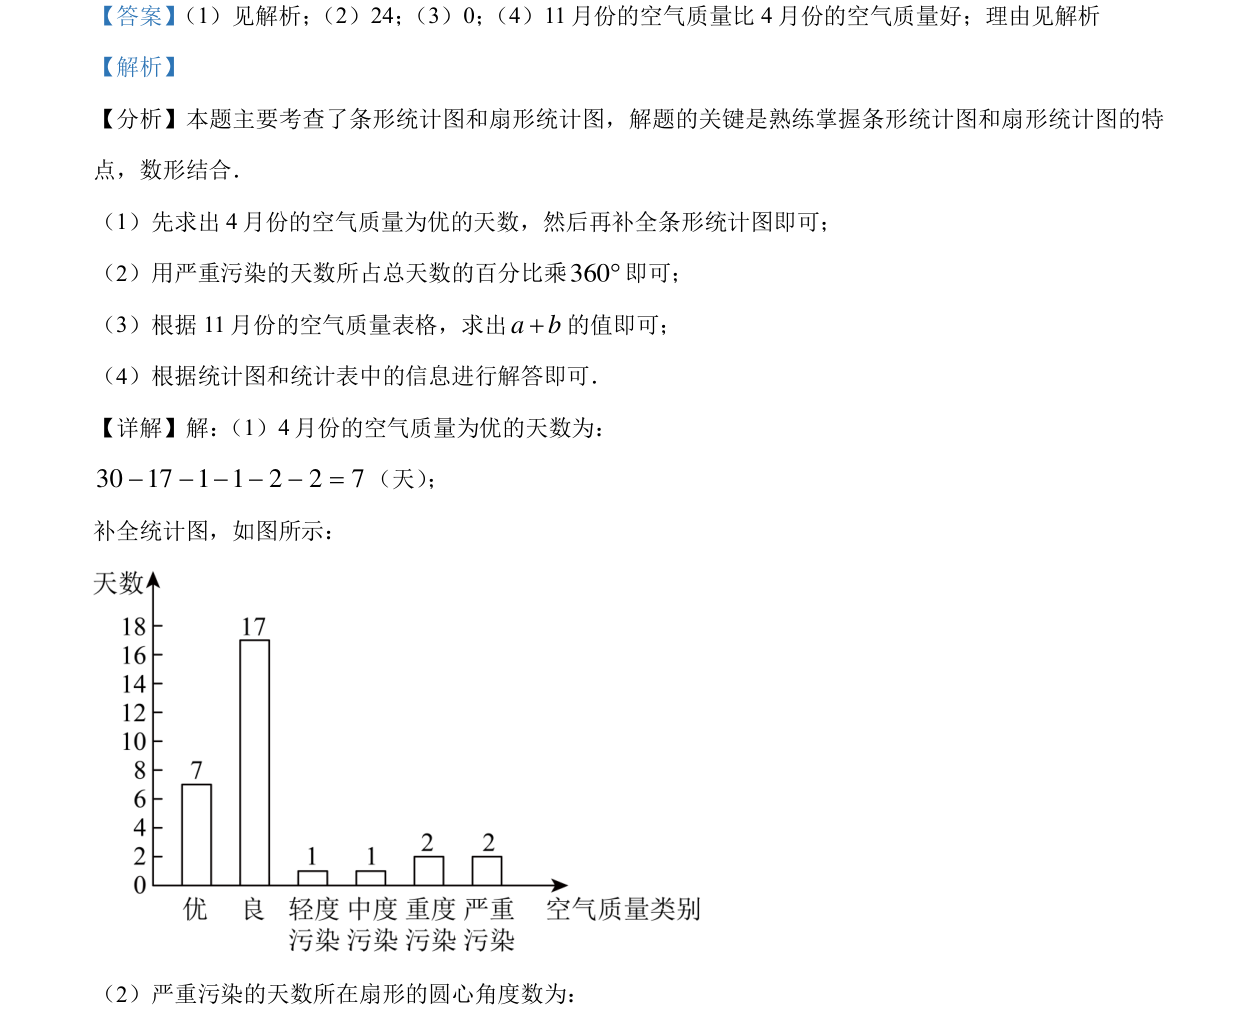 【答案】(1)见解析;(2)24;(3)0;(4)11月份的空气质量比4月份的空气质量好;理由见解析
【解析】
【分析】本题主要考查了条形统计图和扇形统计图，解题的关键是熟练掌握条形统计图和扇形统计图的特
点，数形结合.
（1）先求出4月份的空气质量为优的天数，然后再补全条形统计图即可；
（2）用严重污染的天数所占总天数的百分比乘360°即可；
（3）根据11月份的空气质量表格，求出a+b的值即可；
（4）根据统计图和统计表中的信息进行解答即可.
【详解】解:（1）4月份的空气质量为优的天数为:
30−17−1−1−2−2=7（天）;
补全统计图，如图所示:
天数
18
16
14
12
10
8
6
4
2
0
7
17
1
1
2
2
优 良 轻度 中度 重度 严重 空气质量类别
污染 污染 污染 污染
（2）严重污染的天数所在扇形的圆心角度数为: